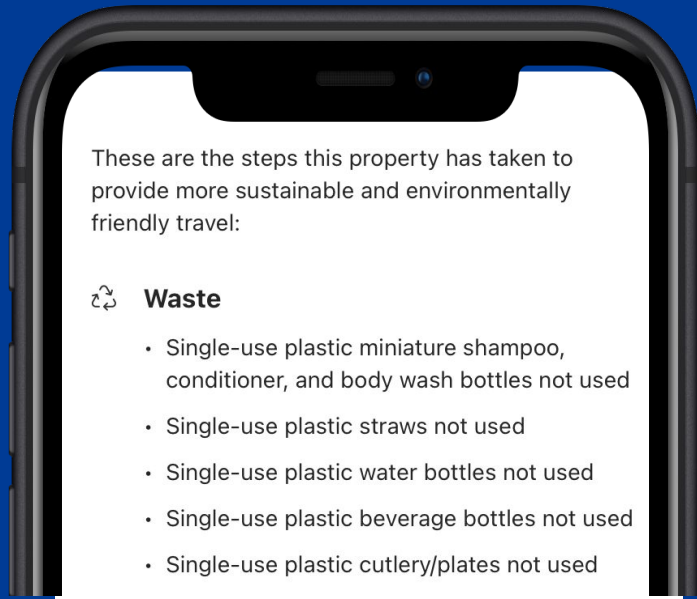 These are the steps this property has taken to
provide more sustainable and environmentally
friendly travel:
Waste
• Single-use plastic miniature shampoo,
conditioner, and body wash bottles not used
• Single-use plastic straws not used
• Single-use plastic water bottles not used
• Single-use plastic beverage bottles not used
• Single-use plastic cutlery/plates not used